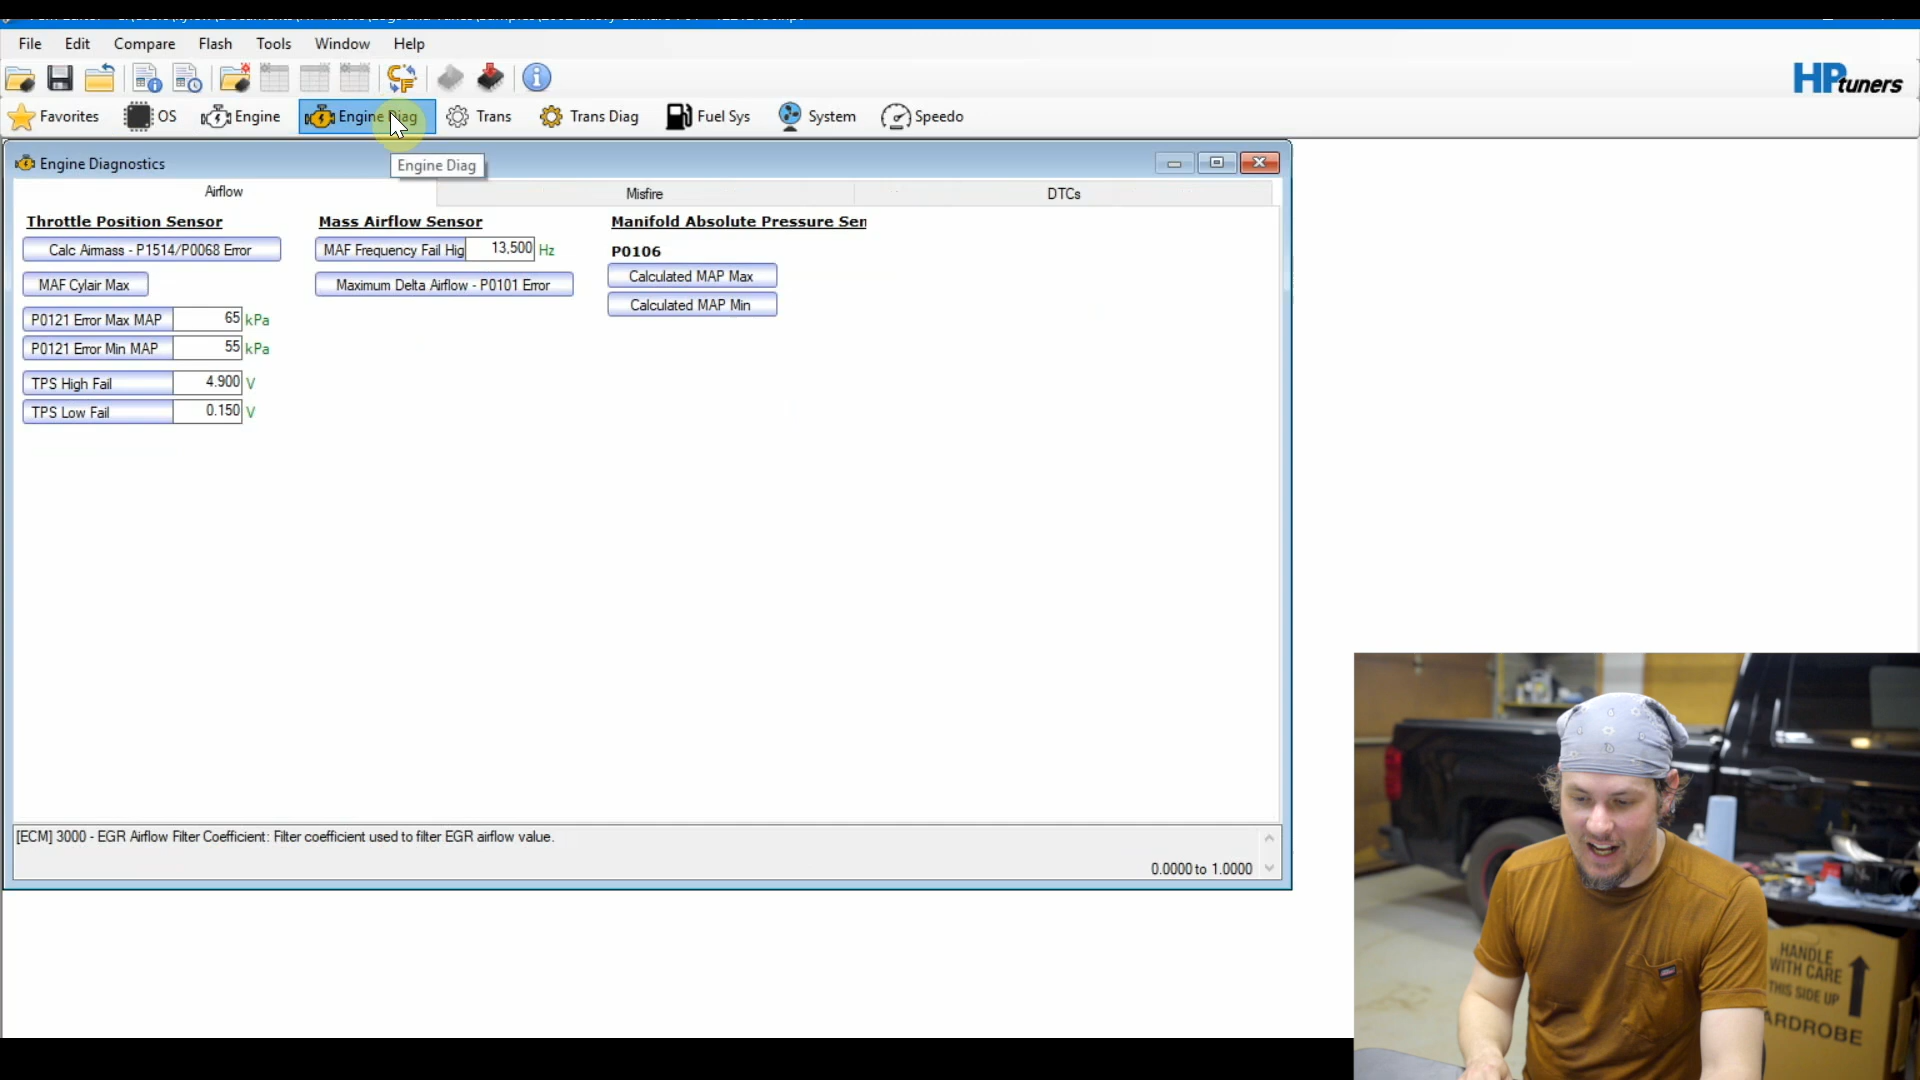 File Edit Compare Flash Tools Window Help
HPtuners
Favorites OS Engine Engine Diag Trans Trans Diag Fuel Sys System Speedo
Engine Diagnostics
Engine Diag
Airflow Misfire DTCs
Throttle Position Sensor Mass Airflow Sensor Manifold Absolute Pressure Sen
Calc Airmass - P1514/P0068 Error MAF Frequency Fail Hig 13,500 Hz P0106
MAF Cylair Max Maximum Delta Airflow - P0101 Error Calculated MAP Max
Calculated MAP Min
P0121 Error Max MAP 65 kPa
P0121 Error Min MAP 55 kPa
TPS High Fail 4.900 V
TPS Low Fail 0.150 V
[ECM] 3000 - EGR Airflow Filter Coefficient: Filter coefficient used to filter EGR airflow value.
0.0000 to 1.0000
HANDLE
WITH CARE
THIS SIDE UP
ARDROBE